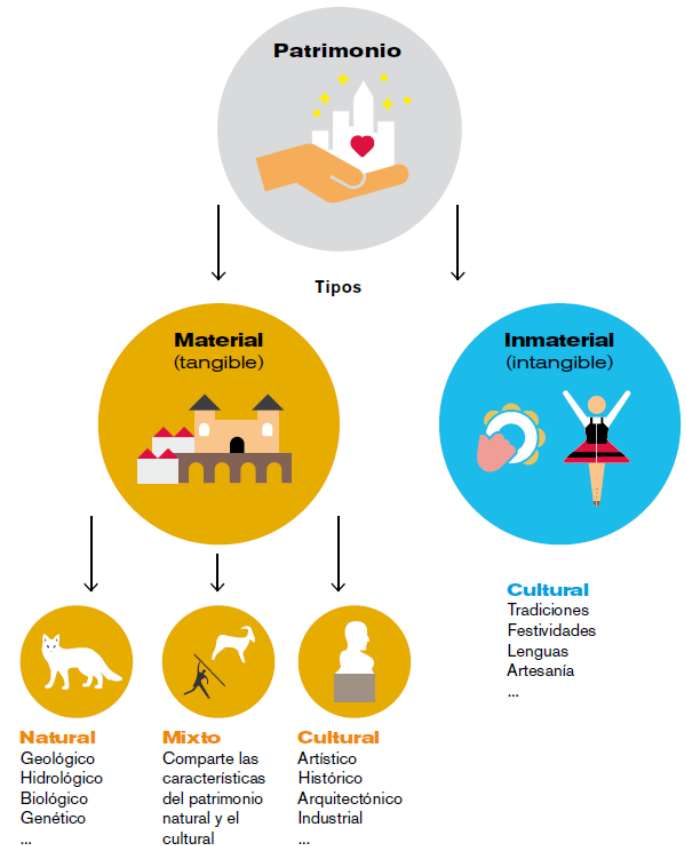 Patrimonio
Tipos
Material
(tangible)
Inmaterial
(intangible)
Natural
Geológico
Hidrológico
Biológico
Genético
...
Mixto
Comparte las
características
del patrimonio
natural y el
cultural
Cultural
Artístico
Histórico
Arquitectónico
Industrial
...
Cultural
Tradiciones
Festividades
Lenguas
Artesanía
...